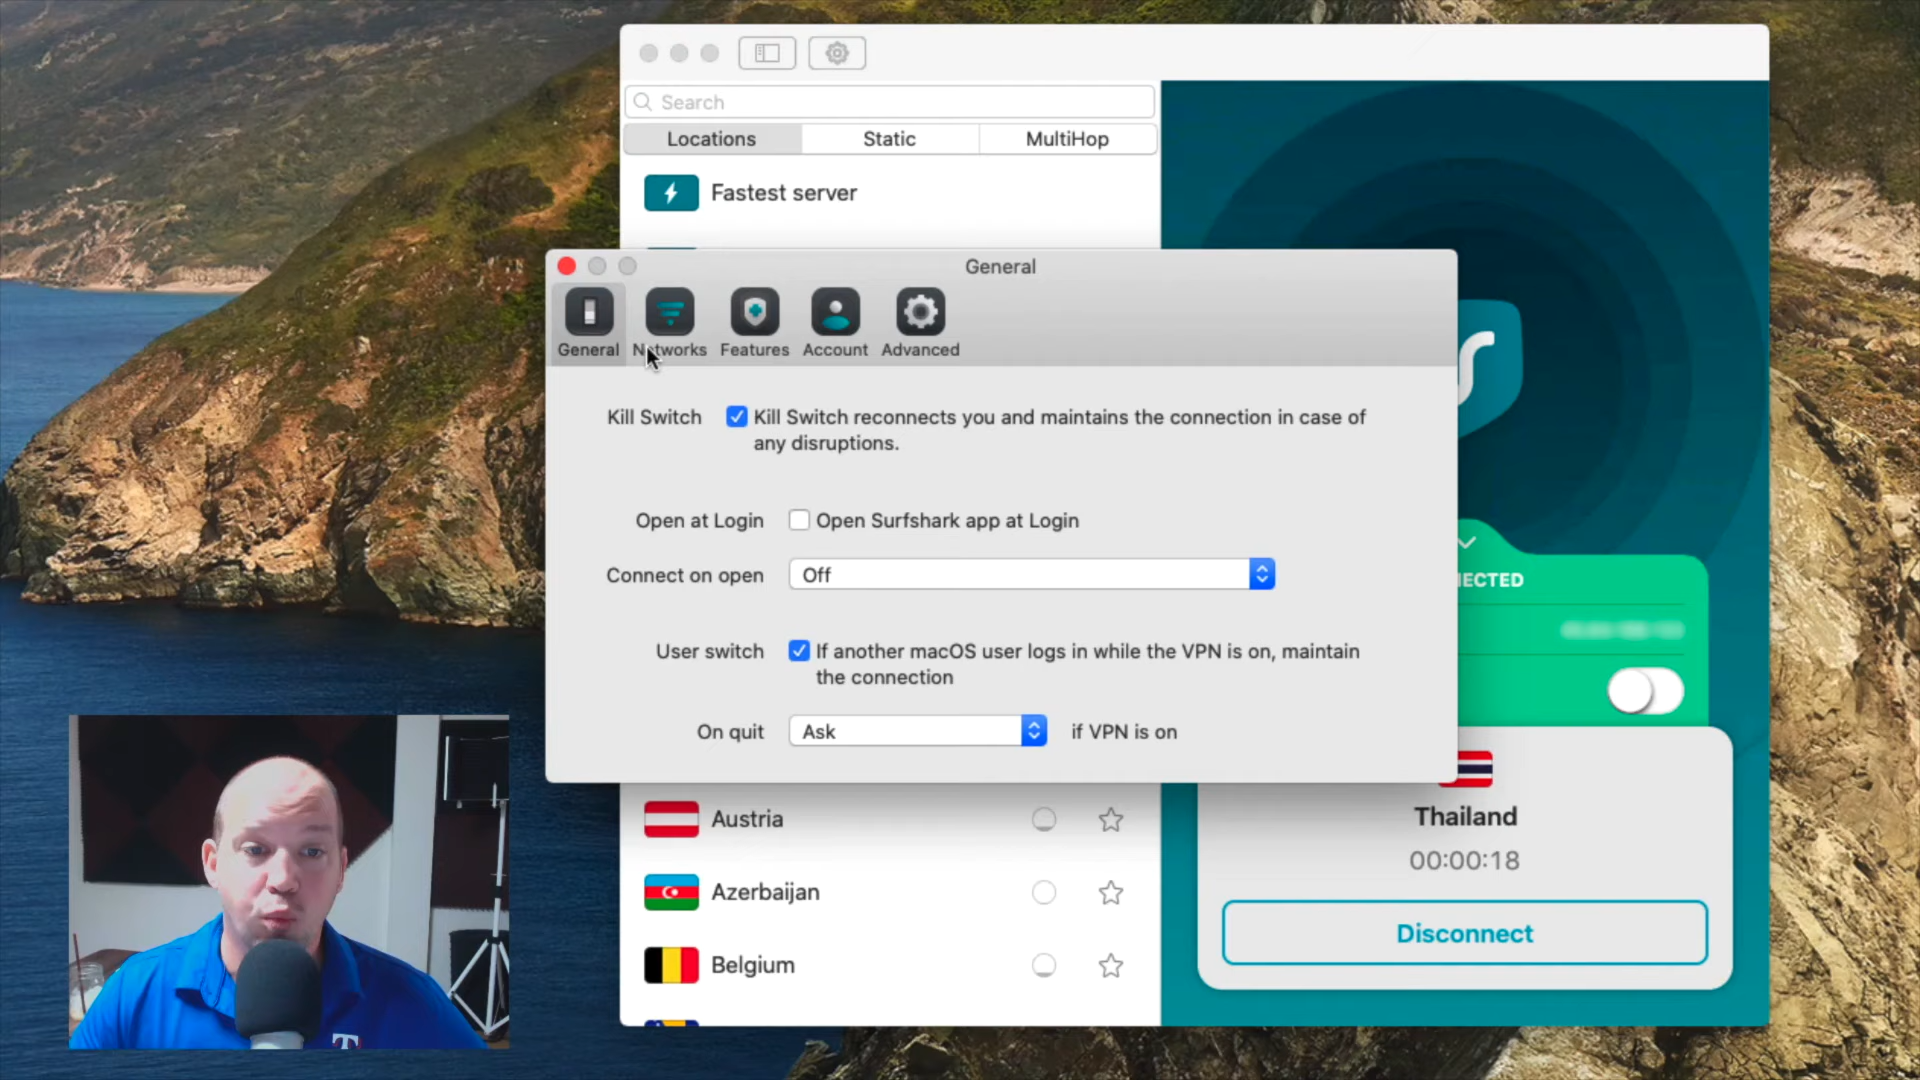 Search
Locations
Static
MultiHop
Fastest server
General
General
Networks
Features
Account
Advanced
Kill Switch
Kill Switch reconnects you and maintains the connection in case of
any disruptions.
Open at Login
Open Surfshark app at Login
Connect on open
Off
User switch
If another macOS user logs in while the VPN is on, maintain
the connection
On quit
Ask
if VPN is on
NECTED
Thailand
00:00:18
Disconnect
Austria
Azerbaijan
Belgium
T